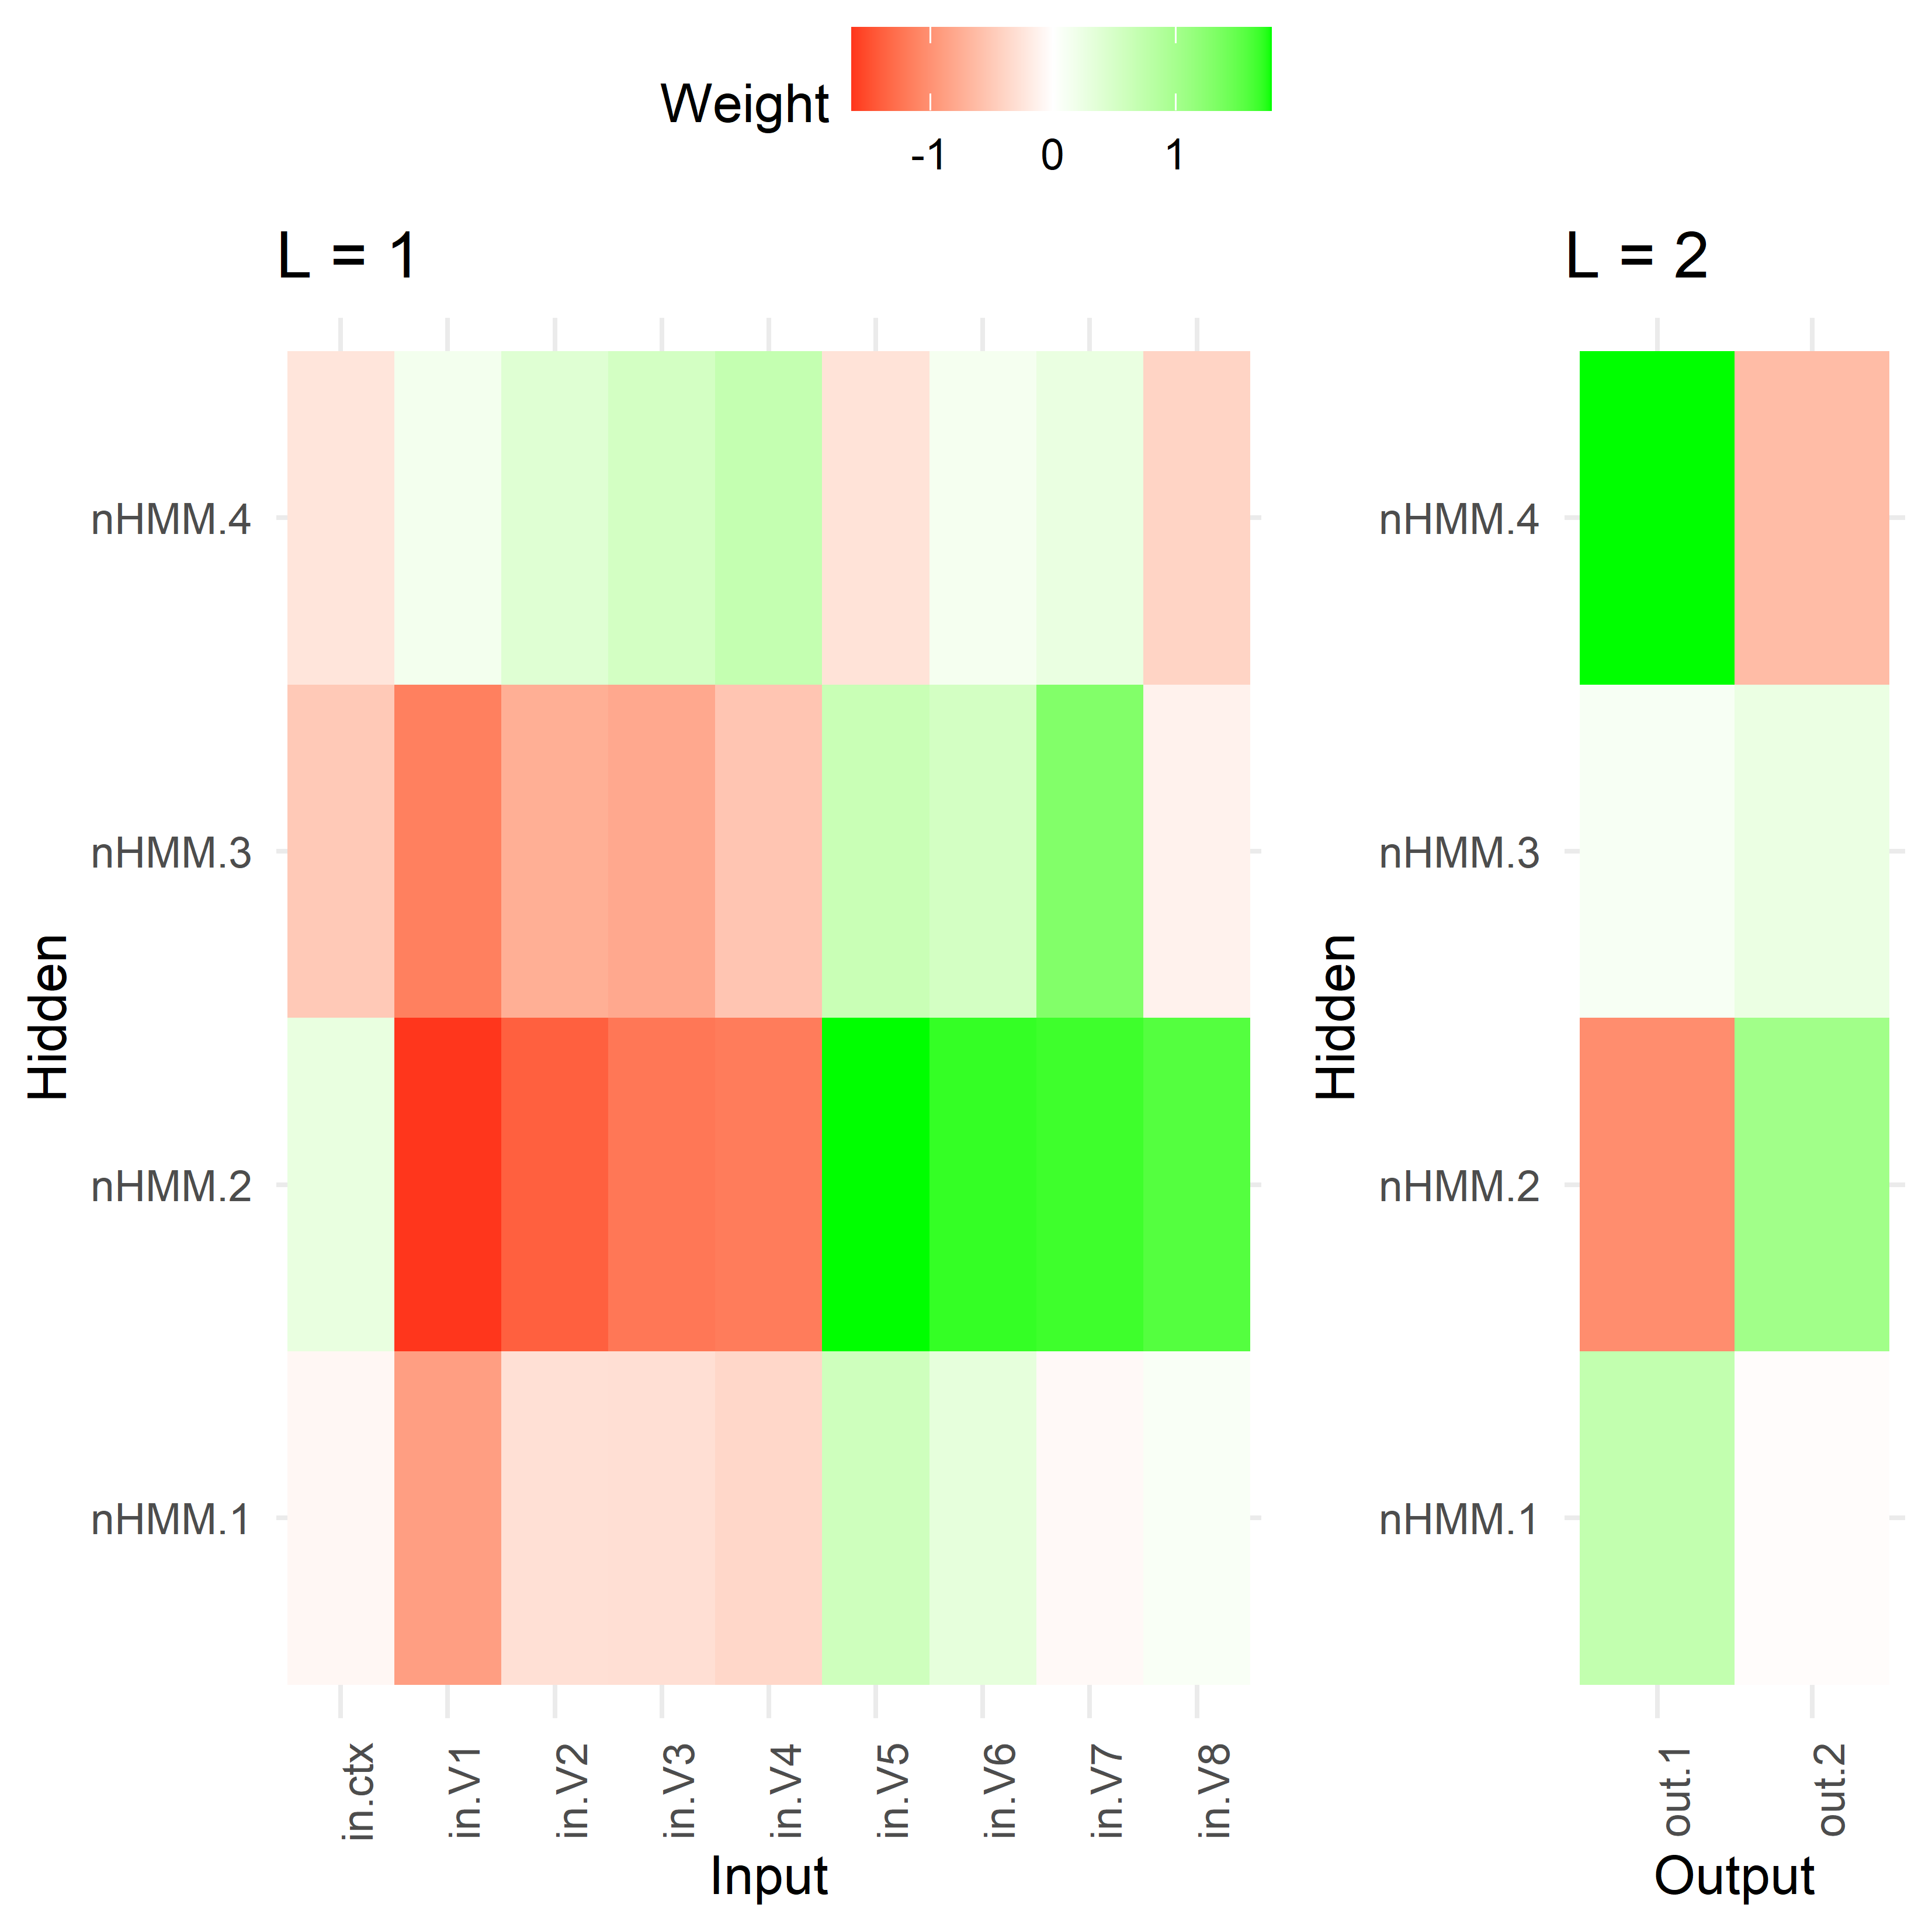 Weight
-1 0 1
L = 1
L = 2
nHMM.4
nHMM.3
nHMM.2
nHMM.1
Hidden
in.ctx
in.V1
in.V2
in.V3
in.V4
in.V5
in.V6
in.V7
in.V8
Input
nHMM.4
nHMM.3
nHMM.2
nHMM.1
Hidden
out.1
out.2
Output